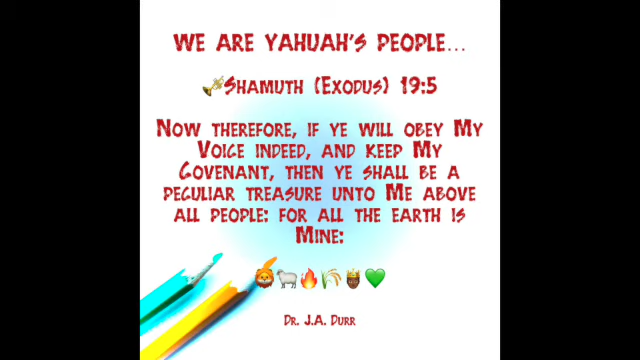 WE ARE YAHUAH'S PEOPLE...
🎺SHAMUTH (EXODUS) 19:5
NOW THEREFORE, IF YE WILL OBEY MY
VOICE INDEED, AND KEEP MY
COVENANT, THEN YE SHALL BE A
PECULIAR TREASURE UNTO ME ABOVE
ALL PEOPLE: FOR ALL THE EARTH IS
MINE:
🦁🐑🔥🌾🤴🏾💚
DR. J.A. DURR